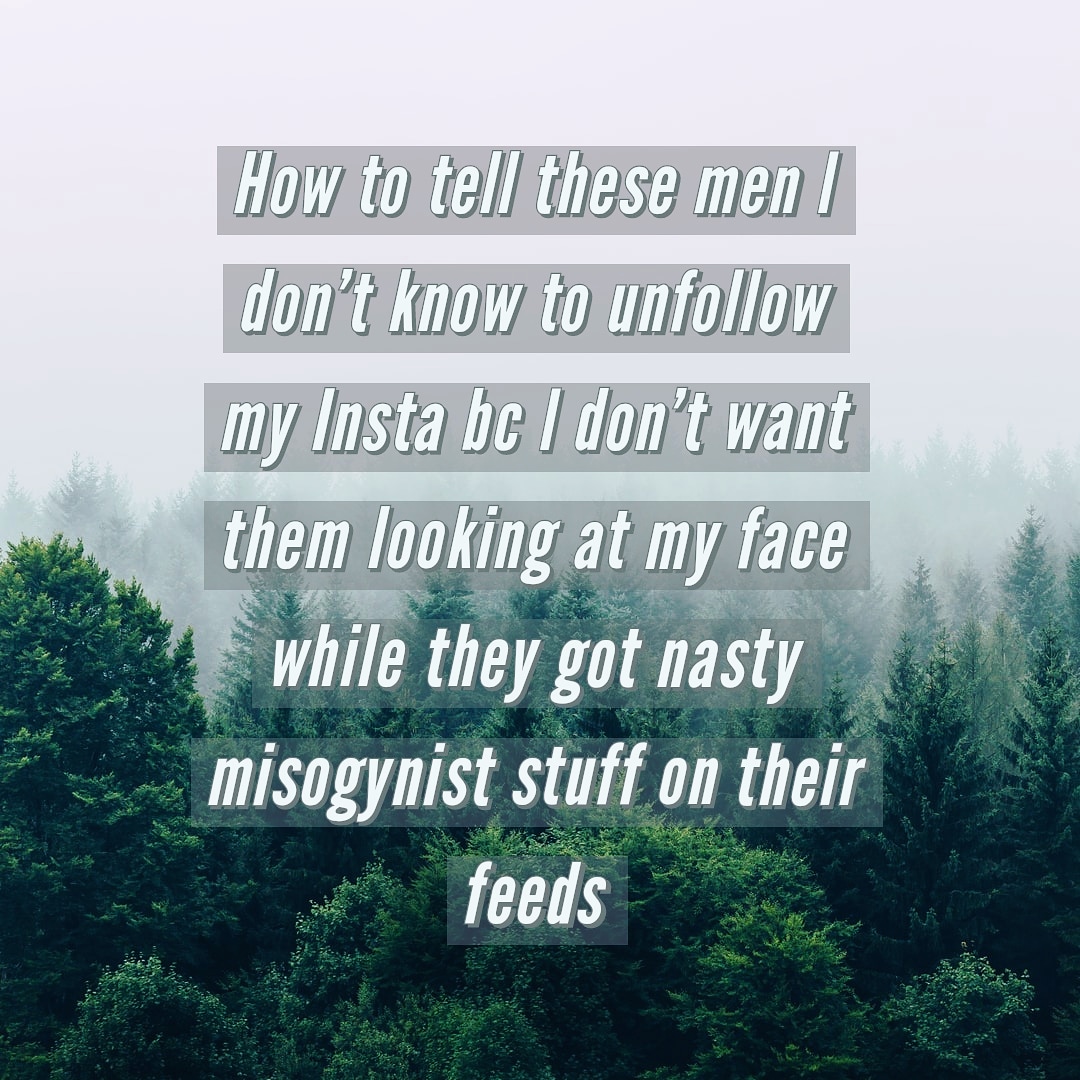 How to tell these men I
don’t know to unfollow
my Insta bc I don’t want
them looking at my face
while they got nasty
misogynist stuff on their
feeds